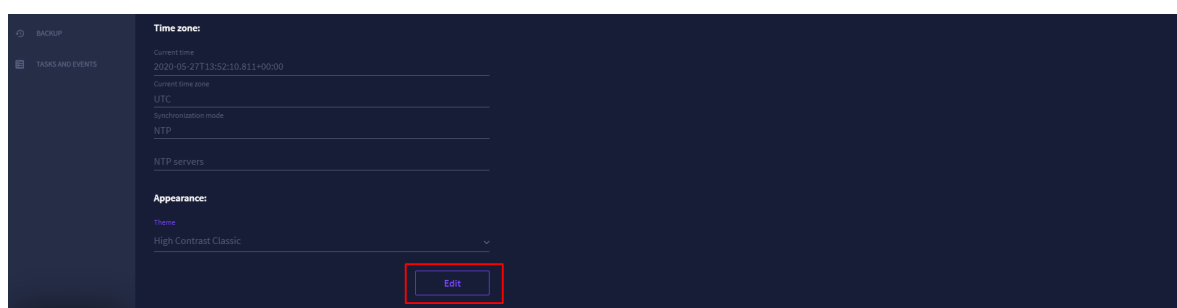 BACKUP
TASKS AND EVENTS
Time zone:
Current time
2020-05-27T13:52:10.811+00:00
Current time zone
UTC
Synchronization mode
NTP
NTP servers
Appearance:
Theme
High Contrast Classic
Edit